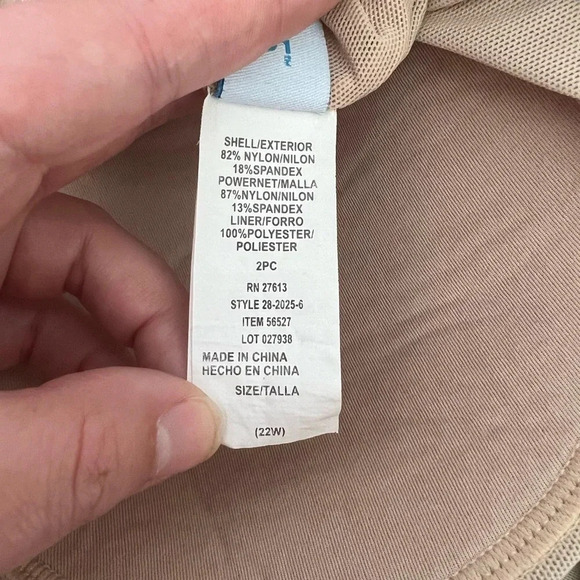 SHELL/EXTERIOR
82% NYLON/NILON
18%SPANDEX
POWERNET/MALLA
87%NYLON/NILON
13%SPANDEX
LINER/FORRO
100%POLYESTER/
POLIESTER
2PC
RN 27613
STYLE 28-2025-6
ITEM 56527
LOT 027938
MADE IN CHINA
HECHO EN CHINA
SIZE/TALLA
(22W)